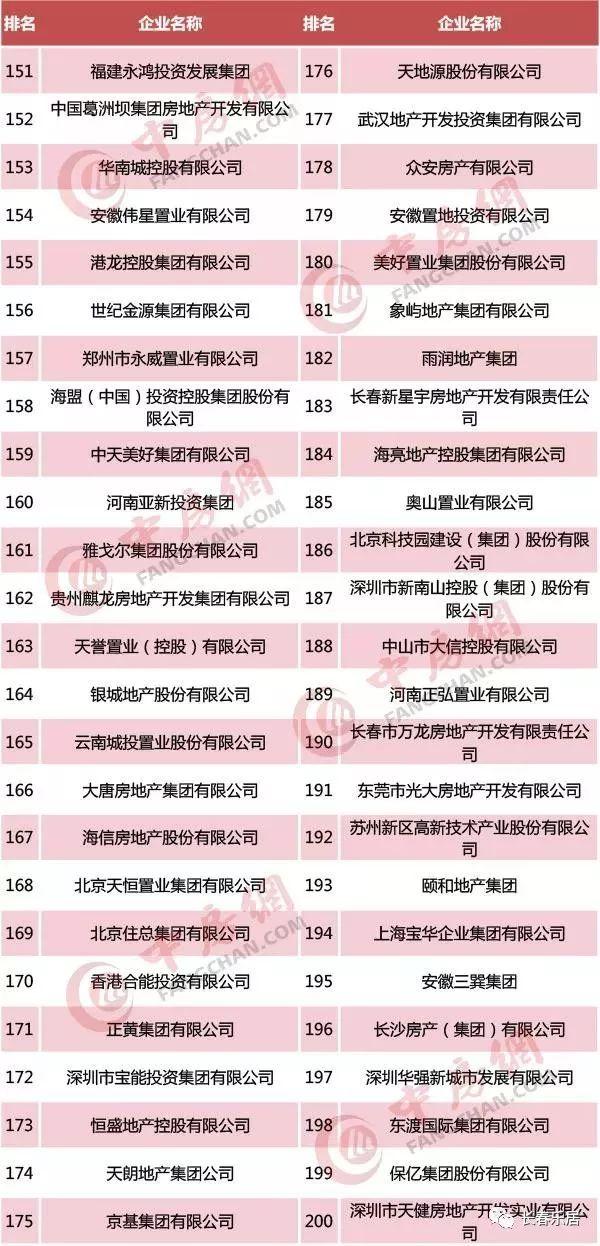 排名 企业名称 排名 企业名称
151 福建永鸿投资发展集团 176 天地源股份有限公司
152 中国葛洲坝集团房地产开发有限公
司 177 武汉地产开发投资集团有限公司
153 华南城控股有限公司 178 众安房产有限公司
154 安徽伟星置业有限公司 179 安徽置地投资有限公司
155 港龙控股集团有限公司 180 美好置业集团股份有限公司
156 世纪金源集团有限公司 181 象屿地产集团有限公司
157 郑州市永威置业有限公司 182 雨润地产集团
158 海盟（中国）投资控股集团股份有
限公司 183 长春新星宇房地产开发有限责任公
司
159 中天美好集团有限公司 184 海亮地产控股集团有限公司
160 河南亚新投资集团 185 奥山置业有限公司
161 雅戈尔集团股份有限公司 186 北京科技园建设（集团）股份有限
公司
162 贵州麒龙房地产开发集团有限公司 187 深圳市新南山控股（集团）股份有
限公司
163 天誉置业（控股）有限公司 188 中山市大信控股有限公司
164 银城地产股份有限公司 189 河南正弘置业有限公司
165 云南城投置业股份有限公司 190 长春市万龙房地产开发有限责任公
司
166 大唐房地产集团有限公司 191 东莞市光大房地产开发有限公司
167 海信房地产股份有限公司 192 苏州新区高新技术产业股份有限公
司
168 北京天恒置业集团有限公司 193 颐和地产集团
169 北京住总集团有限公司 194 上海宝华企业集团有限公司
170 香港合能投资有限公司 195 安徽三巽集团
171 正黄集团有限公司 196 长沙房产（集团）有限公司
172 深圳市宝能投资集团有限公司 197 深圳华强新城市发展有限公司
173 恒盛地产控股有限公司 198 东渡国际集团有限公司
174 天朗地产集团公司 199 保亿集团股份有限公司
175 京基集团有限公司 200 深圳市天健房地产开发实业有限公
司
中房网
FANGCHAN.COM
中房网
FANGCHAN.COM
中房网
FANGCHAN.COM
中房网
FANGCHAN.COM
中房网
FANGCHAN.COM
中房网
FANGCHAN.COM
长春乐居